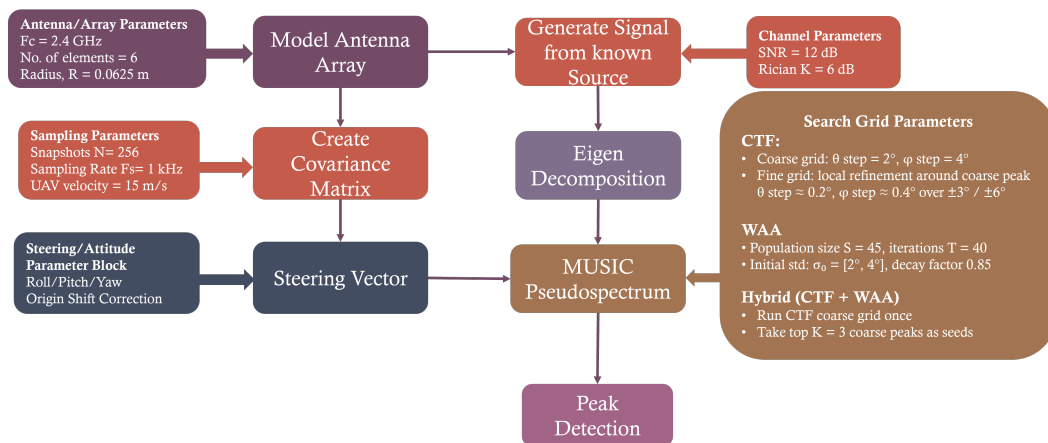 Antenna/Array Parameters
Fc = 2.4 GHz
No. of elements = 6
Radius, R = 0.0625 m
Model Antenna
Array
Generate Signal
from known
Source
Channel Parameters
SNR = 12 dB
Rician K = 6 dB
Sampling Parameters
Snapshots N= 256
Sampling Rate Fs= 1 kHz
UAV velocity = 15 m/s
Create
Covariance
Matrix
Eigen
Decomposition
Search Grid Parameters
CTF:
• Coarse grid: θ step = 2°, φ step = 4°
• Fine grid: local refinement around coarse peak
θ step ≈ 0.2°, φ step ≈ 0.4° over ±3° / ±6°
WAA
• Population size S = 45, iterations T = 40
• Initial std: σ₀ = [2°, 4°], decay factor 0.85
Hybrid (CTF + WAA)
• Run CTF coarse grid once
• Take top K = 3 coarse peaks as seeds
Steering/Attitude
Parameter Block
Roll/Pitch/Yaw
Origin Shift Correction
Steering Vector
MUSIC
Pseudospectrum
Peak
Detection